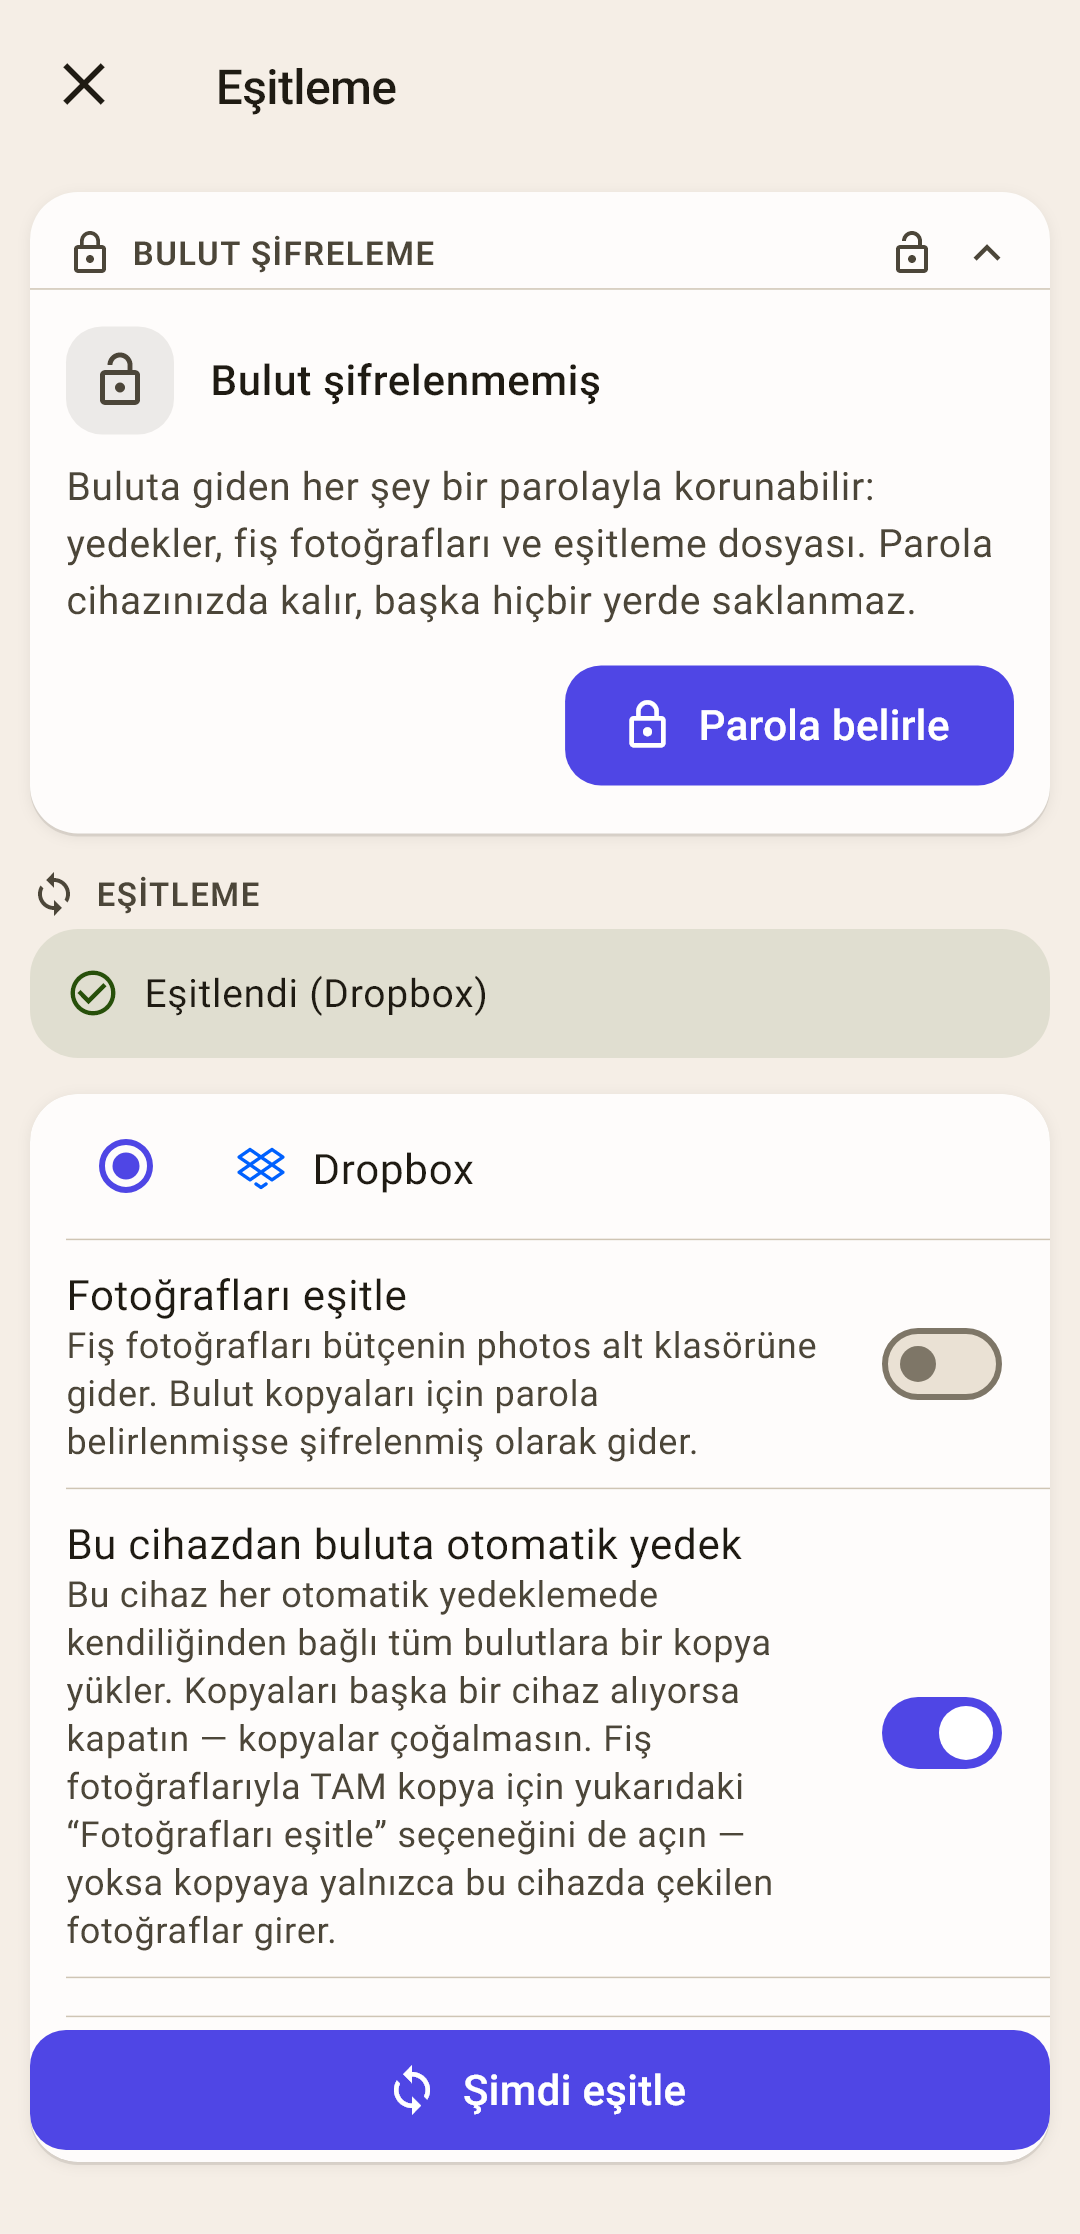 Eşitleme
BULUT ŞİFRELEME
Bulut şifrelenmemiş
Buluta giden her şey bir parolayla korunabilir:
yedekler, fiş fotoğrafları ve eşitleme dosyası. Parola
cihazınızda kalır, başka hiçbir yerde saklanmaz.
Parola belirle
EŞİTLEME
Eşitlendi (Dropbox)
Dropbox
Fotoğrafları eşitle
Fiş fotoğrafları bütçenin photos alt klasörüne
gider. Bulut kopyaları için parola
belirlenmişse şifrelenmiş olarak gider.
Bu cihazdan buluta otomatik yedek
Bu cihaz her otomatik yedeklemede
kendiliğinden bağlı tüm bulutlara bir kopya
yükler. Kopyaları başka bir cihaz alıyorsa
kapatın — kopyalar çoğalmasın. Fiş
fotoğraflarıyla TAM kopya için yukarıdaki
“Fotoğrafları eşitle” seçeneğini de açın —
yoksa kopyaya yalnızca bu cihazda çekilen
fotoğraflar girer.
Şimdi eşitle